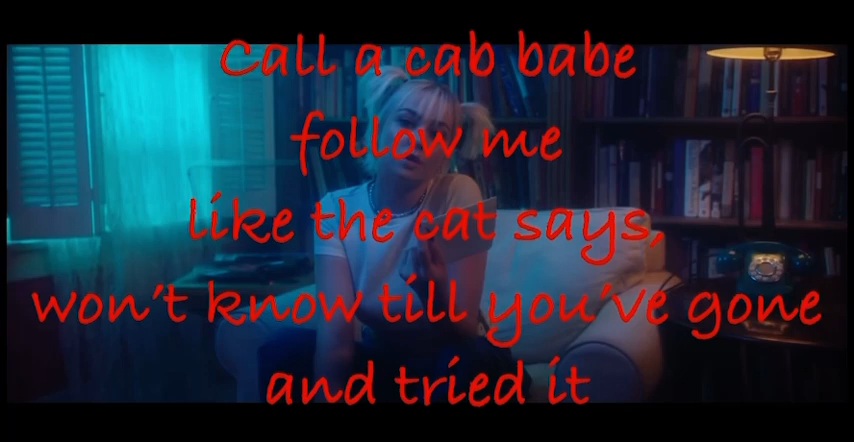 Call a cab babe
follow me
like the cat says,
won't know till you've gone
and tried it